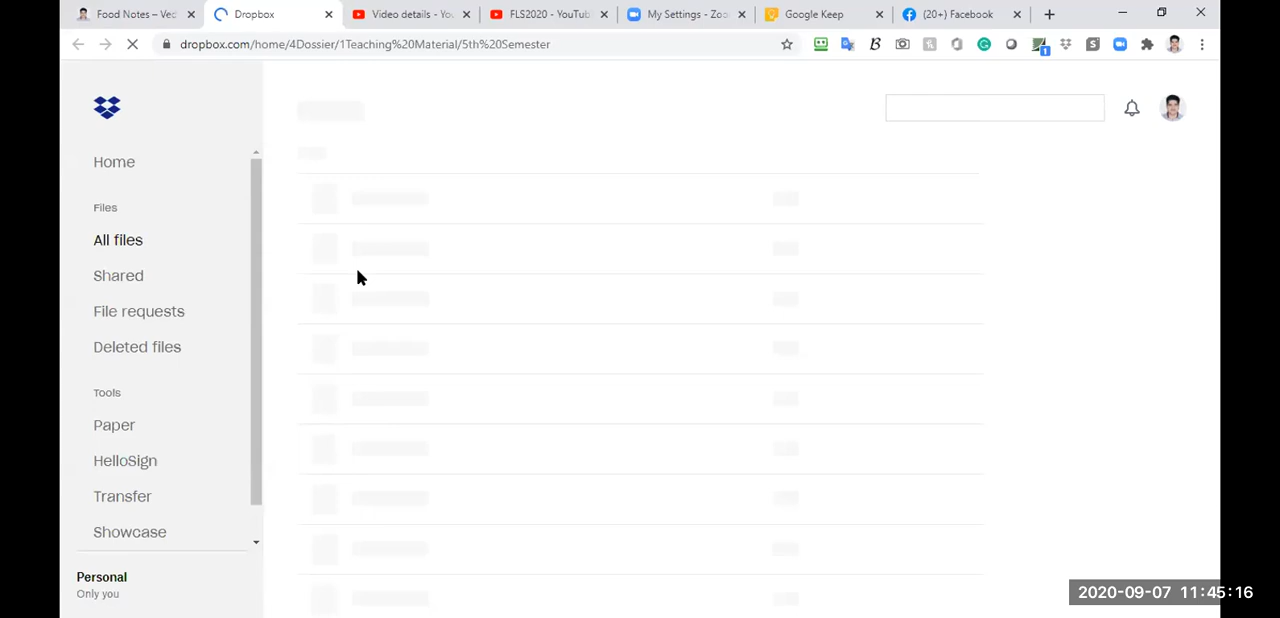 Food Notes – Ved
Dropbox
Video details - You
FLS2020 - YouTub
My Settings - Zoo
Google Keep
(20+) Facebook
dropbox.com/home/4Dossier/1Teaching%20Material/5th%20Semester
1
Home
Files
All files
Shared
File requests
Deleted files
Tools
Paper
HelloSign
Transfer
Showcase
Personal
Only you
2020-09-07 11:45:16